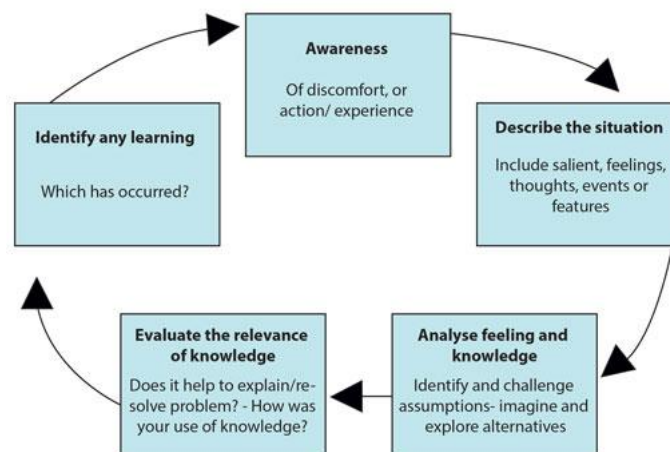 Awareness
Of discomfort, or
action/ experience
Describe the situation
Include salient, feelings,
thoughts, events or
features
Analyse feeling and
knowledge
Identify and challenge
assumptions- imagine and
explore alternatives
Evaluate the relevance
of knowledge
Does it help to explain/re-
solve problem? - How was
your use of knowledge?
Identify any learning
Which has occurred?